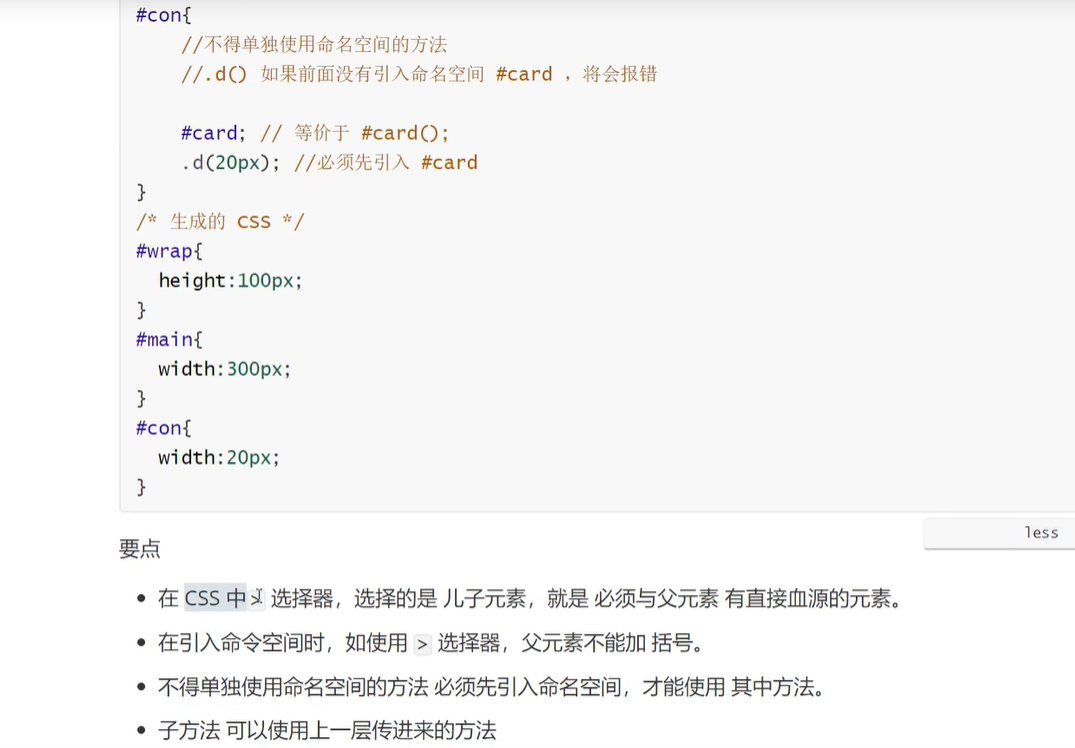 #con{
//不得单独使用命名空间的方法
//.d() 如果前面没有引入命名空间 #card ，将会报错
#card; // 等价于 #card();
.d(20px); //必须先引入 #card
}
/* 生成的 CSS */
#wrap{
height:100px;
}
#main{
width:300px;
}
#con{
width:20px;
}
less
要点
在 CSS 中 > 选择器，选择的是 儿子元素，就是 必须与父元素 有直接血源的元素。
在引入命令空间时，如使用 > 选择器，父元素不能加 括号。
不得单独使用命名空间的方法 必须先引入命名空间，才能使用 其中方法。
子方法 可以使用上一层传进来的方法